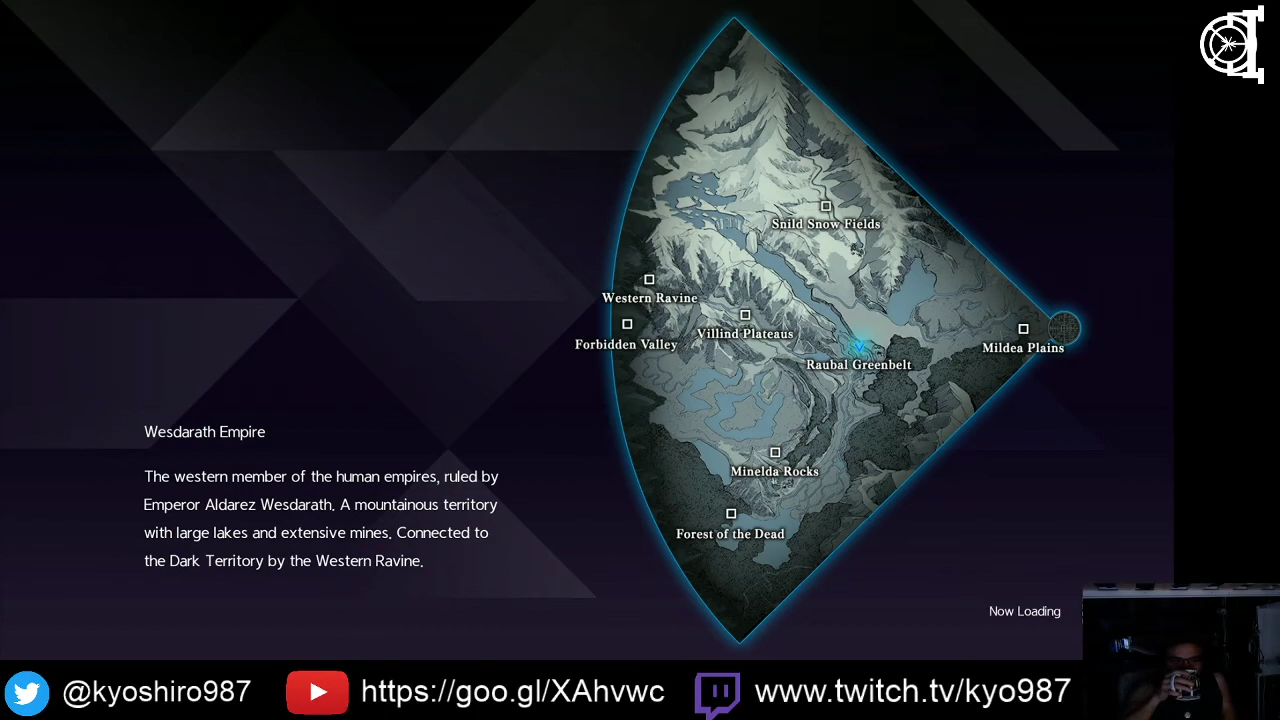 Snild Snow Fields
Western Ravine
Villind Plateaus
Forbidden Valley
Mildea Plains
Raubal Greenbelt
Minelda Rocks
Forest of the Dead
Wesdarath Empire
The western member of the human empires, ruled by
Emperor Aldarez Wesdarath. A mountainous territory
with large lakes and extensive mines. Connected to
the Dark Territory by the Western Ravine.
Now Loading
@kyoshiro987
https://goo.gl/XAhvwc
www.twitch.tv/kyo987